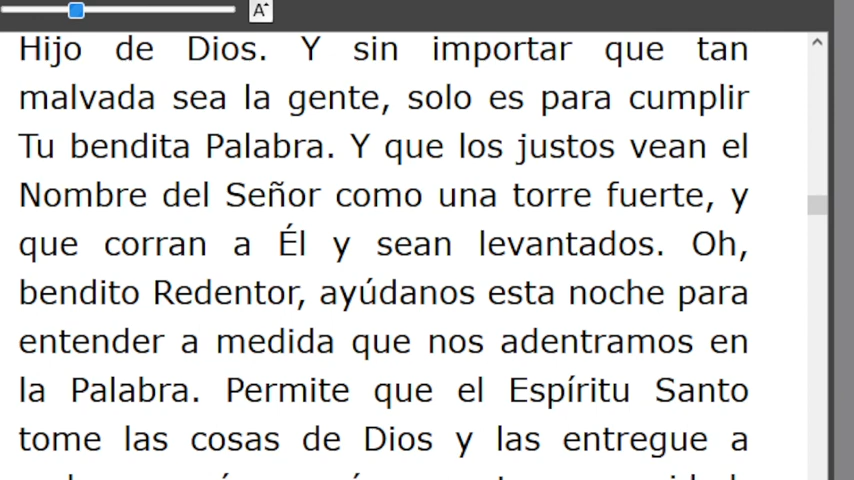 A
Hijo de Dios. Y sin importar que tan
malvada sea la gente, solo es para cumplir
Tu bendita Palabra. Y que los justos vean el
Nombre del Señor como una torre fuerte, y
que corran a Él y sean levantados. Oh,
bendito Redentor, ayúdanos esta noche para
entender a medida que nos adentramos en
la Palabra. Permite que el Espíritu Santo
tome las cosas de Dios y las entregue a